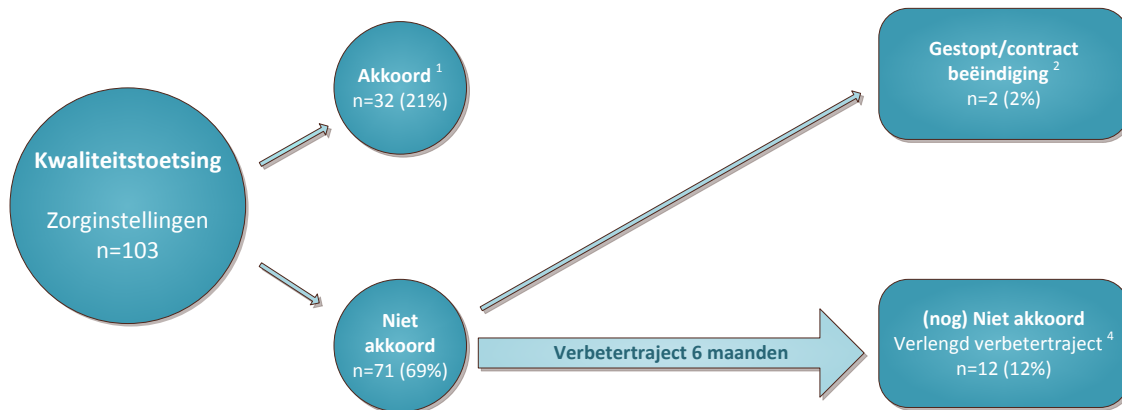 Kwaliteitstoetsing
Zorginstellingen
n=103
Akkoord 1
n=32 (21%)
Niet
akkoord
n=71 (69%)
Verbetertraject 6 maanden
Gestopt/contract
beëindiging 2
n=2 (2%)
(nog) Niet akkoord
Verlengd verbetertraject 4
n=12 (12%)